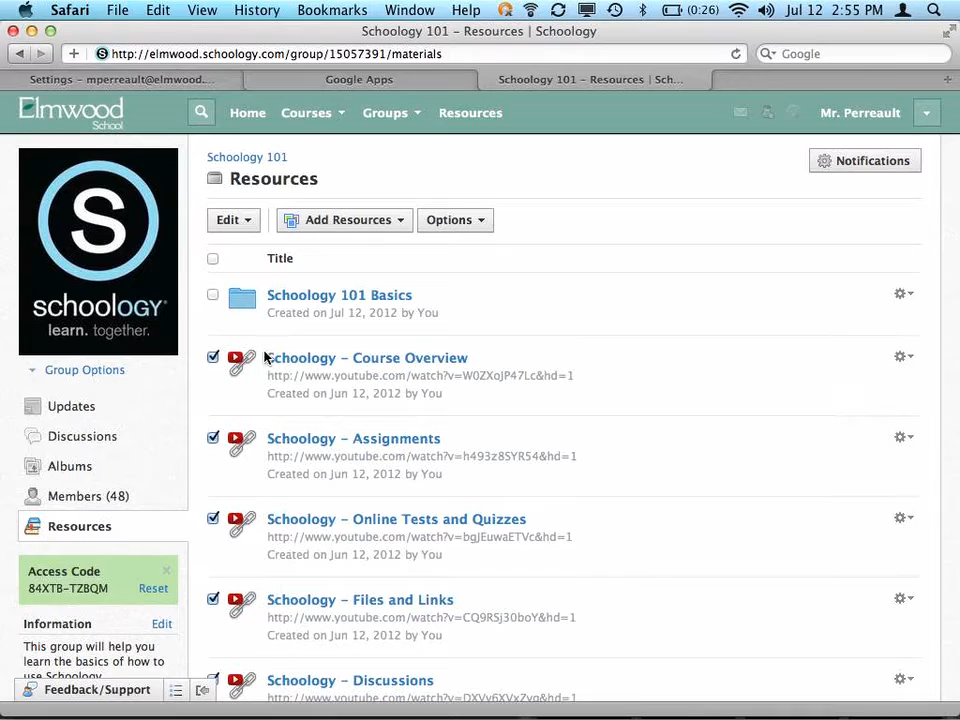 Safari File Edit View History Bookmarks Window Help (0:26) Jul 12 2:55 PM
Schoology 101 – Resources | Schoology
http://elmwood.schoology.com/group/15057391/materials Google
Settings – mperreault@elmwood.... Google Apps Schoology 101 – Resources | Sch...
Elmwood School Home Courses Groups Resources Mr. Perreault
Schoology 101
Resources
Notifications
Edit Add Resources Options
Title
Schoology 101 Basics
Created on Jul 12, 2012 by You
Schoology – Course Overview
http://www.youtube.com/watch?v=W0ZXoJP47Lc&hd=1
Created on Jun 12, 2012 by You
Schoology – Assignments
http://www.youtube.com/watch?v=h493z8SYR54&hd=1
Created on Jun 12, 2012 by You
Schoology – Online Tests and Quizzes
http://www.youtube.com/watch?v=bgJEuwaETVc&hd=1
Created on Jun 12, 2012 by You
Schoology – Files and Links
http://www.youtube.com/watch?v=CQ9RSj30boY&hd=1
Created on Jun 12, 2012 by You
Schoology – Discussions
S
schoology
learn. together.
Group Options
Updates
Discussions
Albums
Members (48)
Resources
Access Code
84XTB-TZBQM Reset
Information Edit
This group will help you
learn the basics of how to
use Schoology.
Feedback/Support